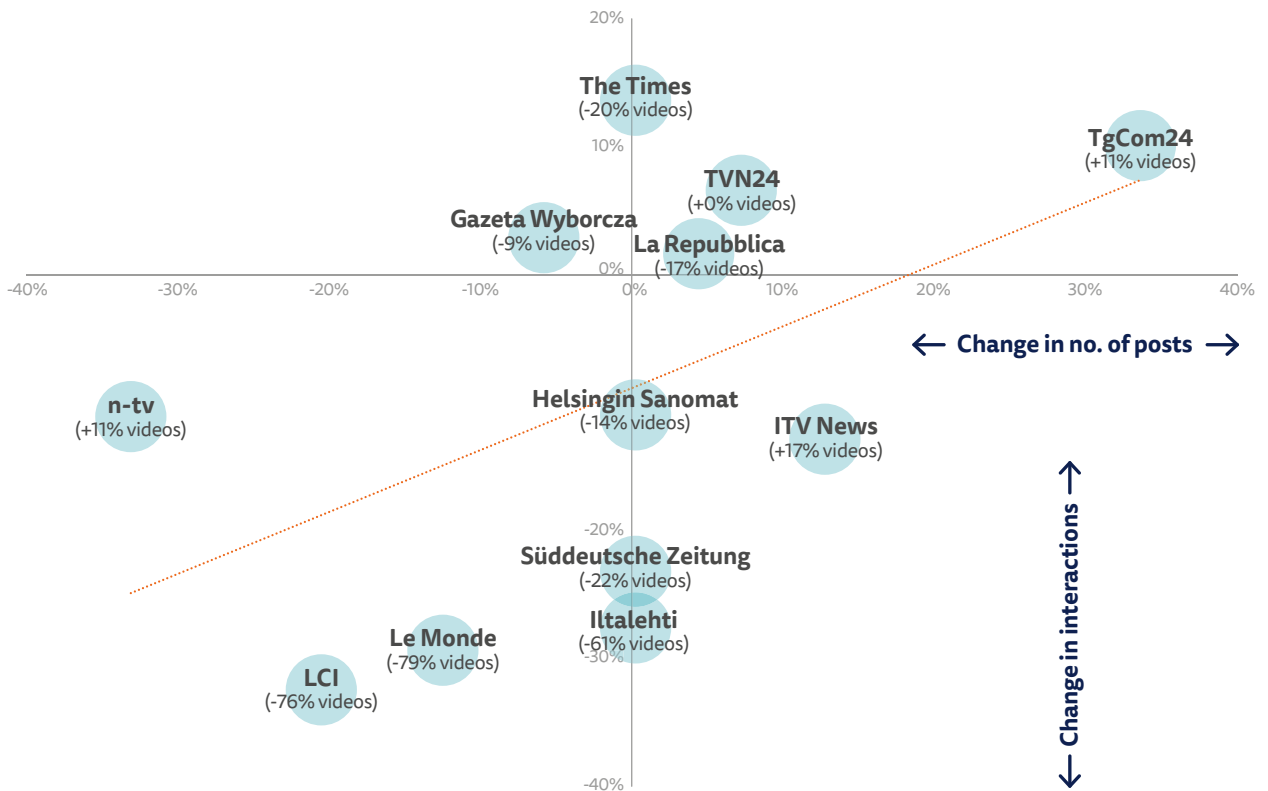 20%
The Times
(-20% videos)
10%
TgCom24
(+11% videos)
TVN24
(+0% videos)
Gazeta Wyborcza
(-9% videos)
La Repubblica
(-17% videos)
0%
-40%
-30%
-20%
-10%
0%
10%
20%
30%
40%
← Change in no. of posts →
n-tv
(+11% videos)
Helsingin Sanomat
(-14% videos)
ITV News
(+17% videos)
-20%
Süddeutsche Zeitung
(-22% videos)
Iltalehti
(-61% videos)
-30%
Le Monde
(-79% videos)
LCI
(-76% videos)
← Change in interactions →
-40%